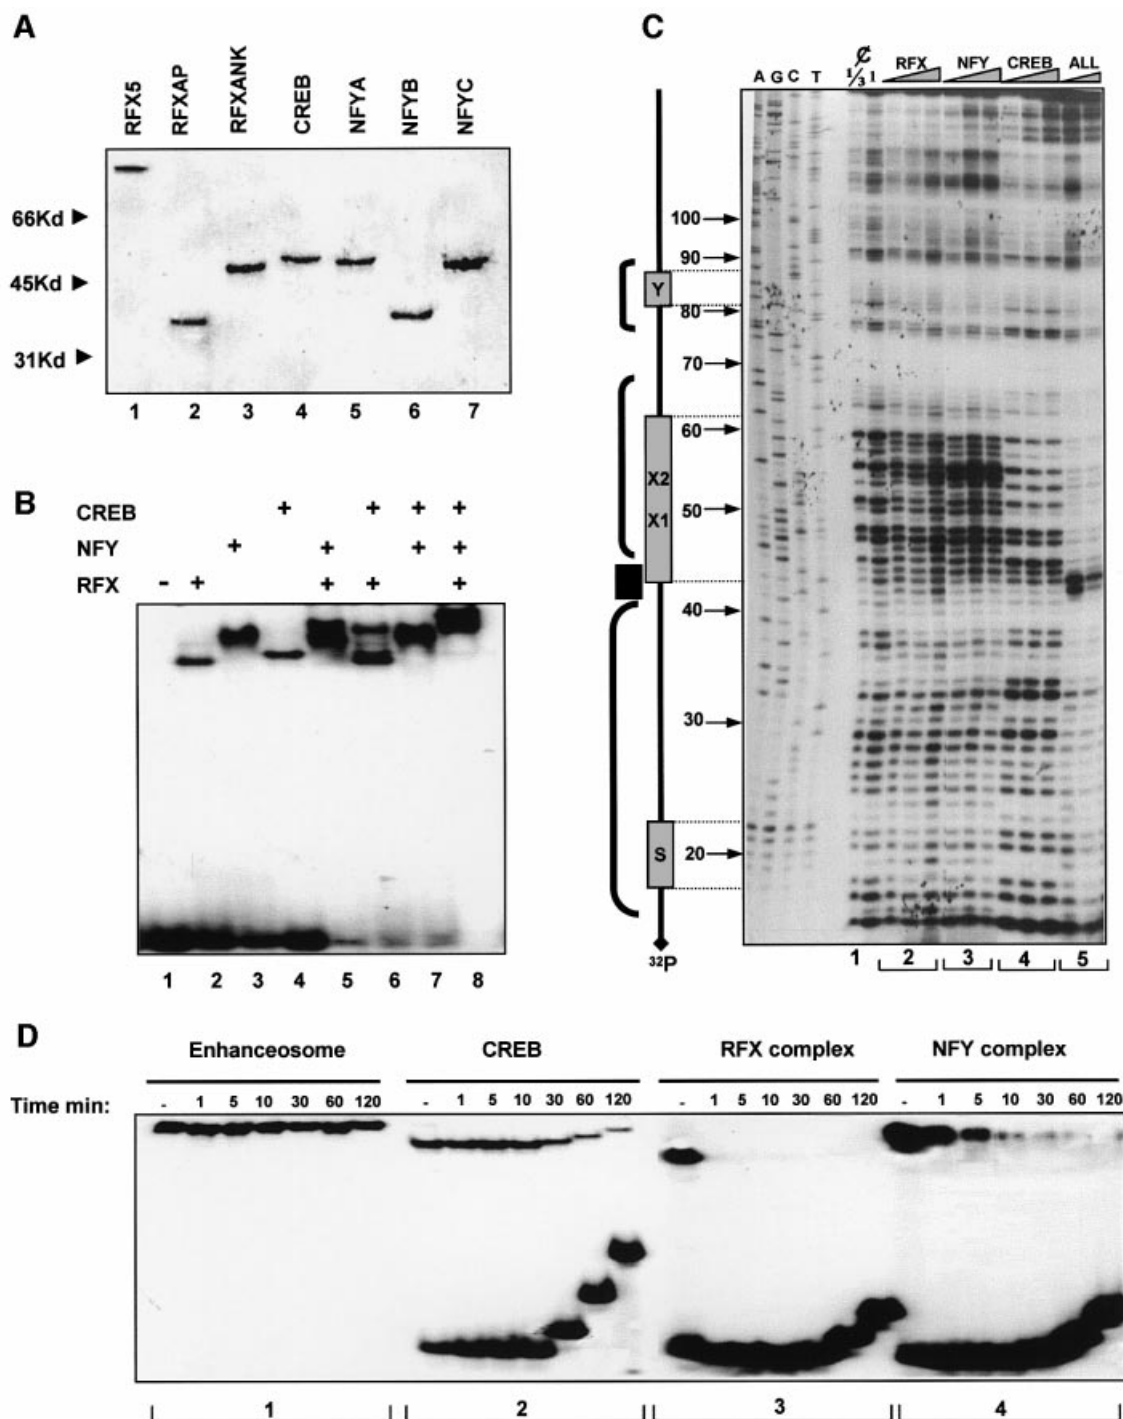 A
RFX5 RFXAP RFXANK CREB NFYA NFYB NFYC
66Kd
45Kd
31Kd
1 2 3 4 5 6 7
B
CREB + + + +
NFY + + + +
RFX - + + + +
1 2 3 4 5 6 7 8
C
¢ RFX NFY CREB ALL
A G C T 1/3 1
100
90
Y
80
70
60
X2
X1
50
40
30
S
20
32P
1 2 3 4 5
D
Enhanceosome CREB RFX complex NFY complex
Time min: - 1 5 10 30 60 120 - 1 5 10 30 60 120 - 1 5 10 30 60 120 - 1 5 10 30 60 120
1 2 3 4